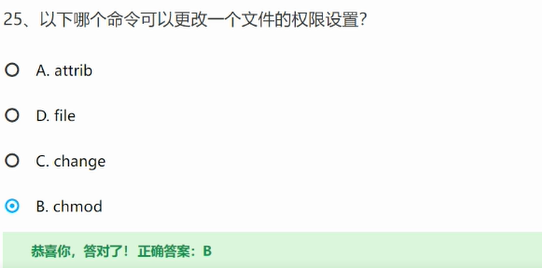 25、以下哪个命令可以更改一个文件的权限设置?
A. attrib
D. file
C. change
B. chmod
恭喜你，答对了! 正确答案：B